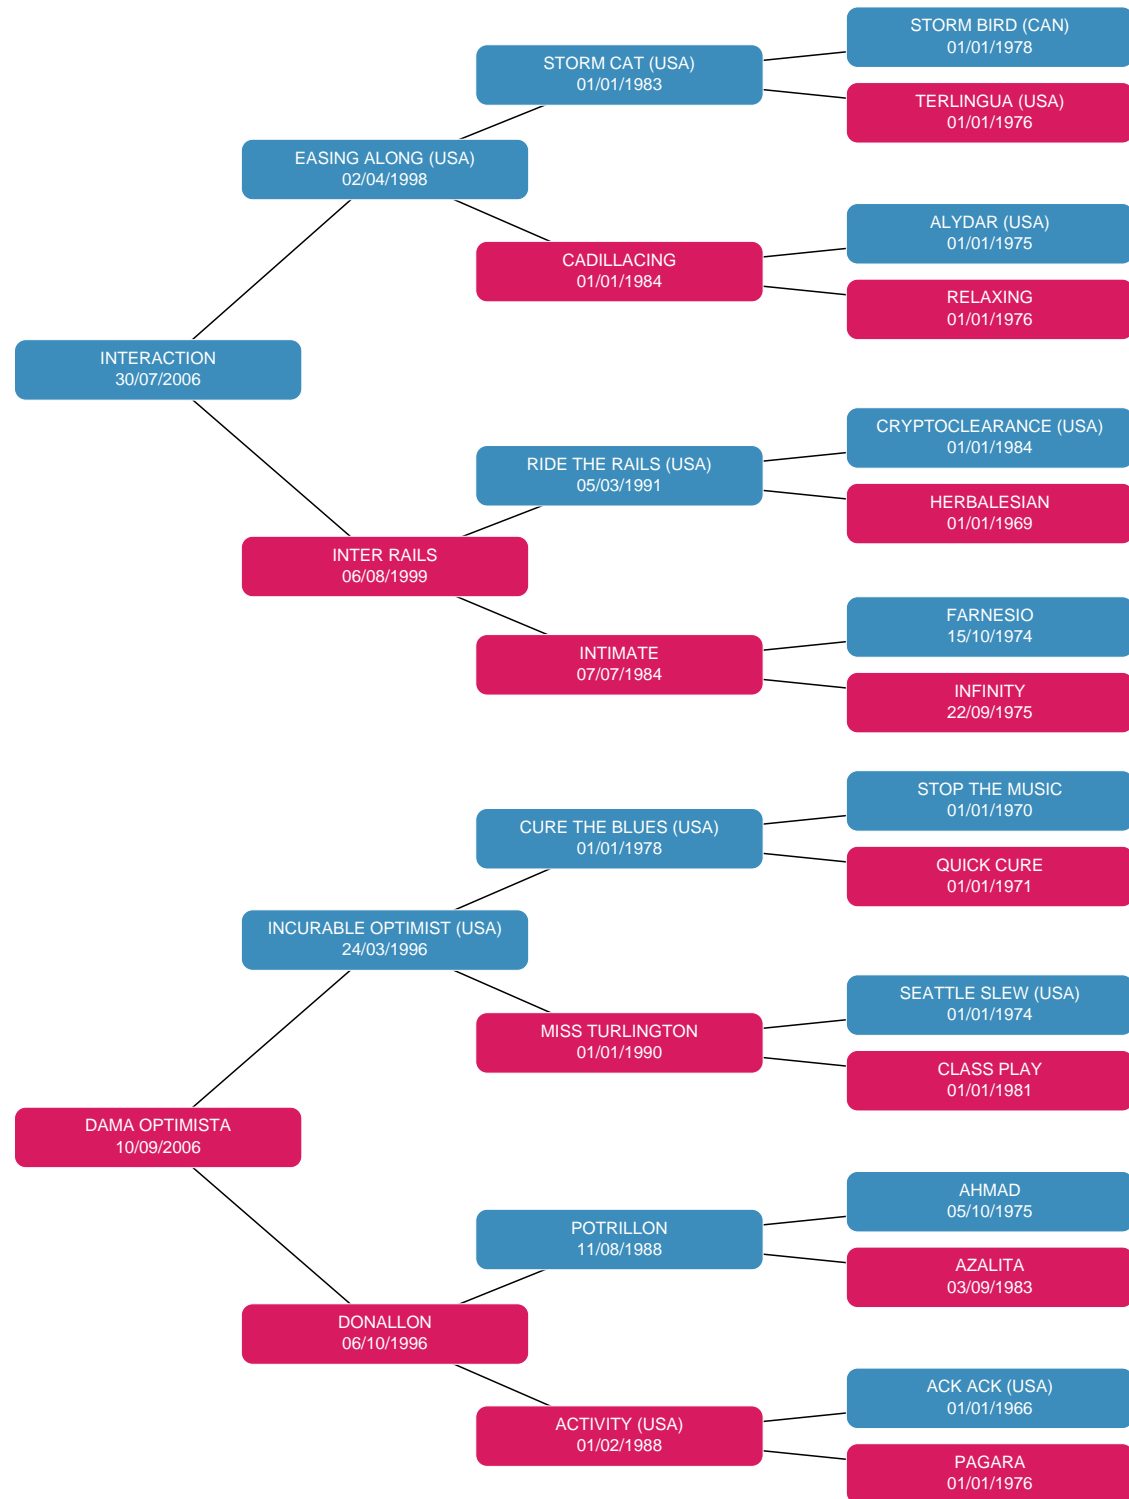 STORM BIRD (CAN)
01/01/1978
STORM CAT (USA)
01/01/1983
TERLINGUA (USA)
01/01/1976
EASING ALONG (USA)
02/04/1998
ALYDAR (USA)
01/01/1975
CADILLACING
01/01/1984
RELAXING
01/01/1976
INTERACTION
30/07/2006
CRYPTOCLEARANCE (USA)
01/01/1984
RIDE THE RAILS (USA)
05/03/1991
HERBALESIAN
01/01/1969
INTER RAILS
06/08/1999
FARNESIO
15/10/1974
INTIMATE
07/07/1984
INFINITY
22/09/1975
STOP THE MUSIC
01/01/1970
CURE THE BLUES (USA)
01/01/1978
QUICK CURE
01/01/1971
INCURABLE OPTIMIST (USA)
24/03/1996
SEATTLE SLEW (USA)
01/01/1974
MISS TURLINGTON
01/01/1990
CLASS PLAY
01/01/1981
DAMA OPTIMISTA
10/09/2006
AHMAD
05/10/1975
POTRILLON
11/08/1988
AZALITA
03/09/1983
DONALLON
06/10/1996
ACK ACK (USA)
01/01/1966
ACTIVITY (USA)
01/02/1988
PAGARA
01/01/1976